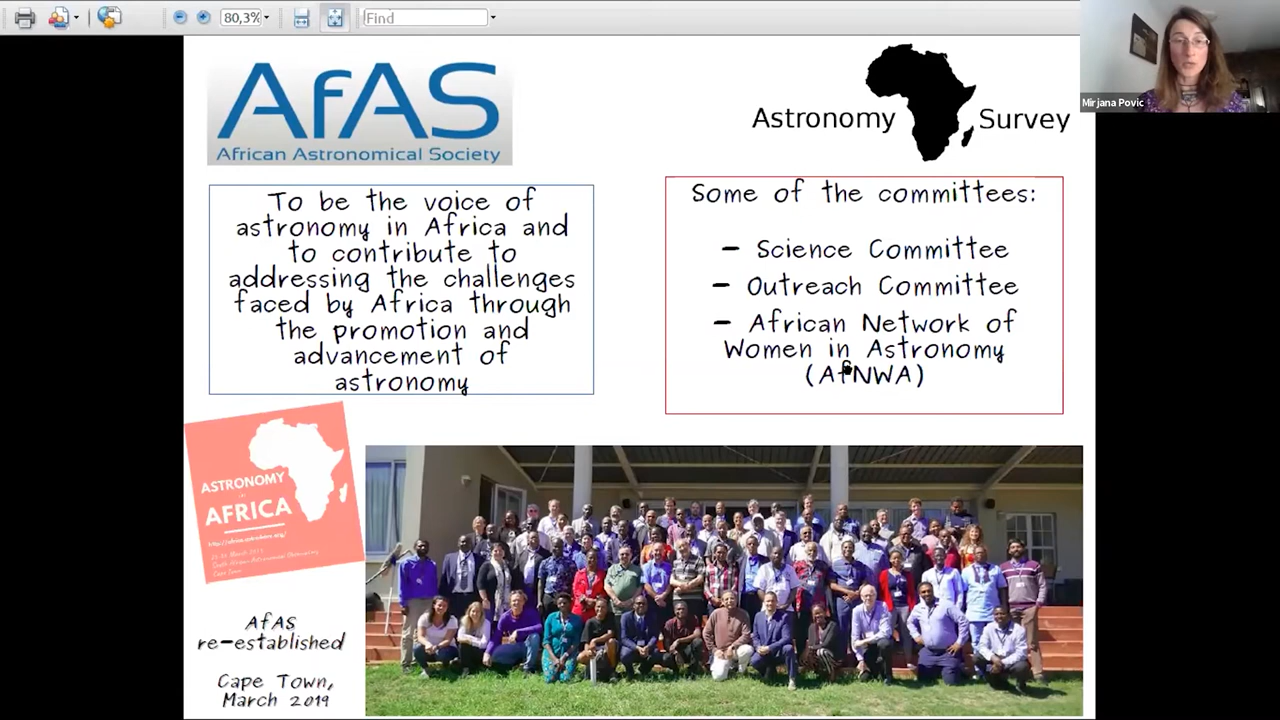 80,3%
Find
Mirjana Povic
AfAS
African Astronomical Society
Astronomy Survey
To be the voice of
astronomy in Africa and
to contribute to
addressing the challenges
faced by Africa through
the promotion and
advancement of
astronomy
Some of the committees:
- Science Committee
- Outreach Committee
- African Network of
Women in Astronomy
(AfNWA)
ASTRONOMY
in
AFRICA
Cape Town
AfAS
re-established
Cape Town,
March 2019